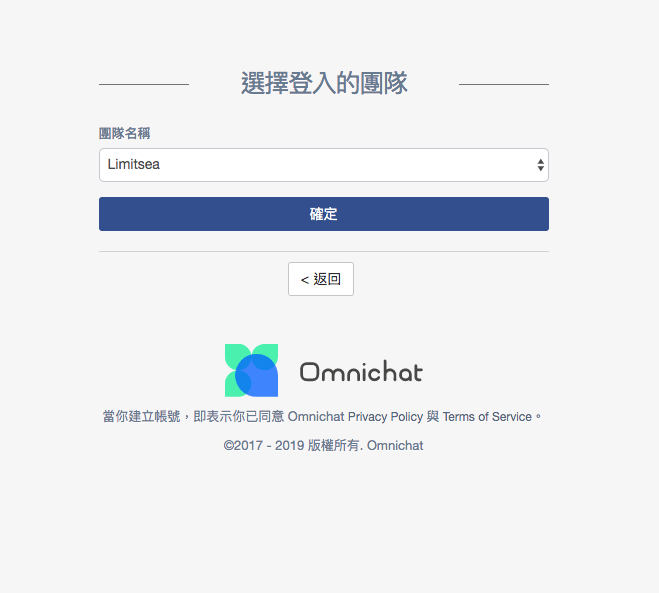 選擇登入的團隊
團隊名稱
Limitsea
確定
< 返回
Omnichat
當你建立帳號，即表示你已同意 Omnichat Privacy Policy 與 Terms of Service。
©2017 - 2019 版權所有. Omnichat